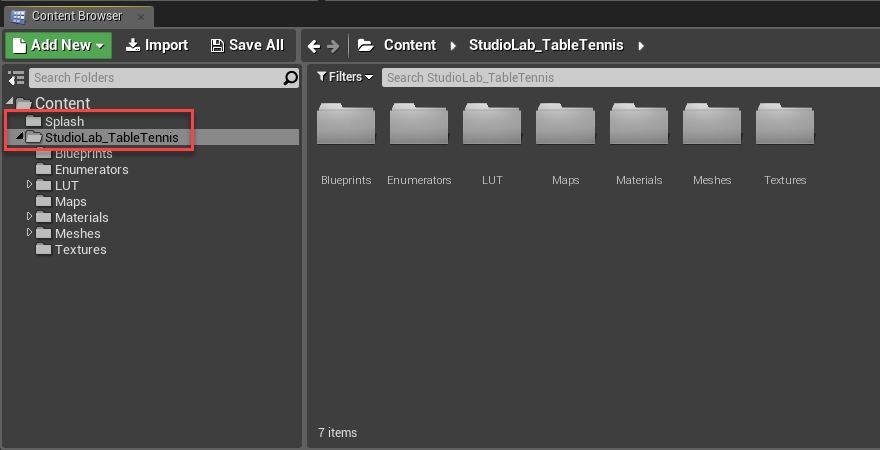 Content Browser
Add New Import Save All Content StudioLab_TableTennis
Search Folders
Filters Search StudioLab_TableTennis
Content
Splash
StudioLab_TableTennis
Blueprints
Enumerators
LUT
Maps
Materials
Meshes
Textures
Blueprints Enumerators LUT Maps Materials Meshes Textures
7 items